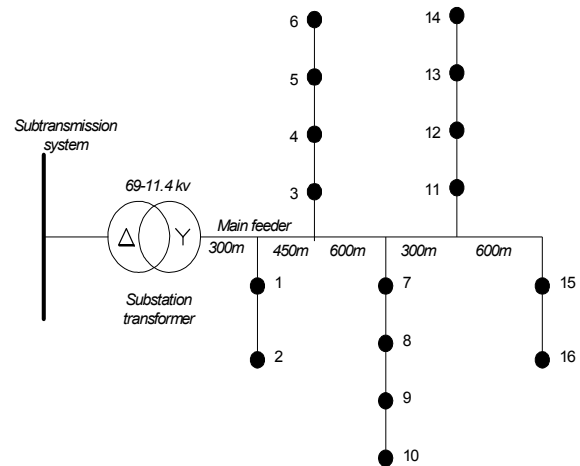 6
14
5
13
Subtransmission
system
4
12
69-11.4 kv
3
11
Main feeder
Δ
Y
300m
450m
600m
300m
600m
1
7
15
Substation
transformer
8
2
16
9
10